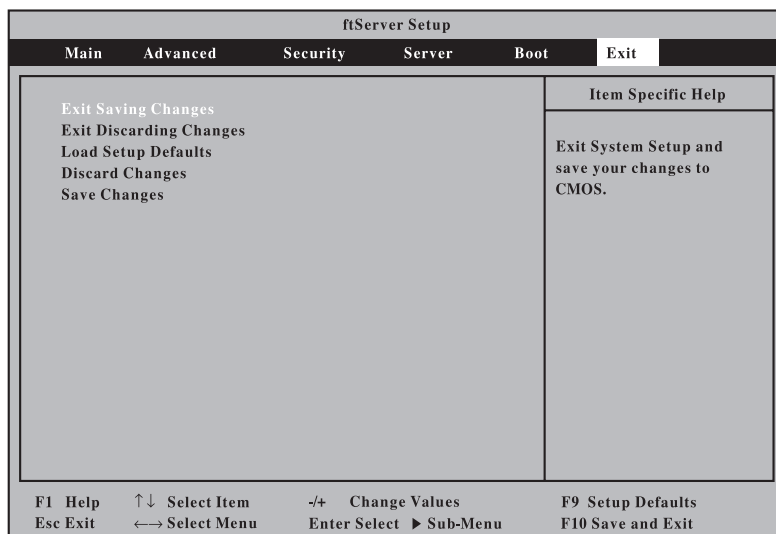 ftServer Setup
Main Advanced Security Server Boot Exit
Exit Saving Changes
Exit Discarding Changes
Load Setup Defaults
Discard Changes
Save Changes
Item Specific Help
Exit System Setup and
save your changes to
CMOS.
F1 Help ↑↓ Select Item -/+ Change Values F9 Setup Defaults
Esc Exit ←→ Select Menu Enter Select ▶ Sub-Menu F10 Save and Exit